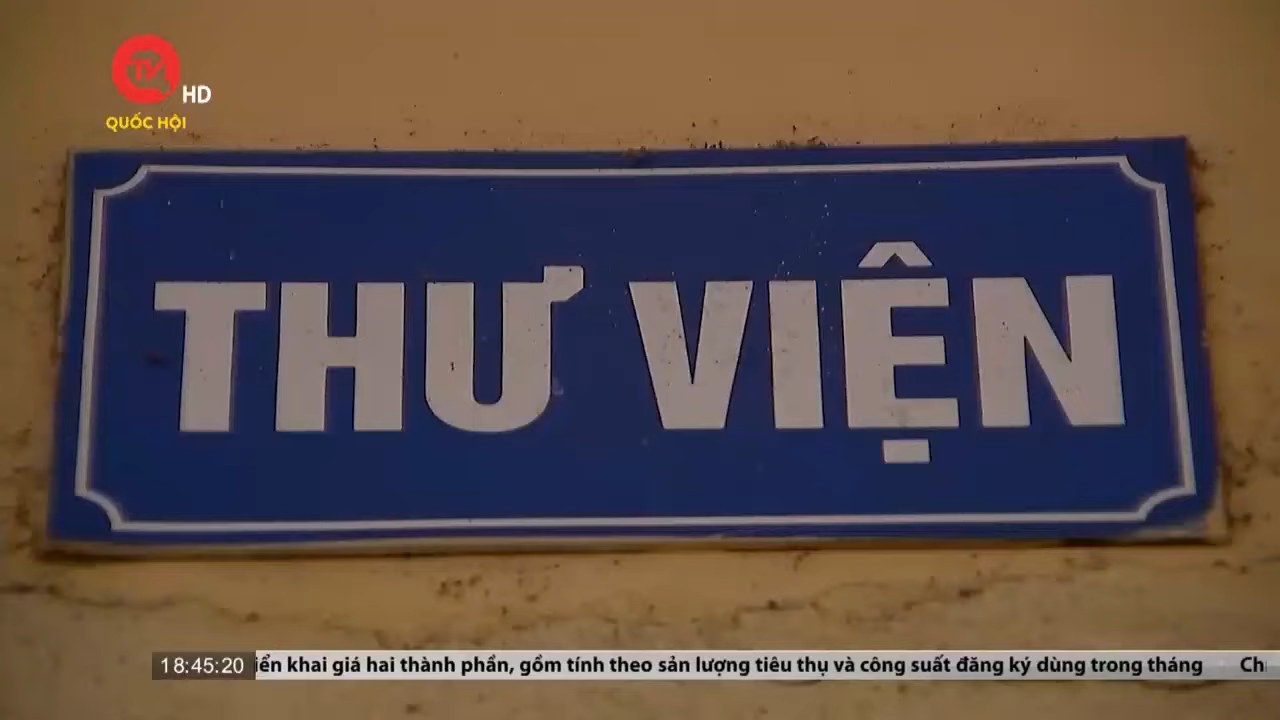 HD
QUỐC HỘI
THƯ VIỆN
18:45:20
khai giá hai thành phần, gồm tính theo sản lượng tiêu thụ và công suất đăng ký dùng trong tháng